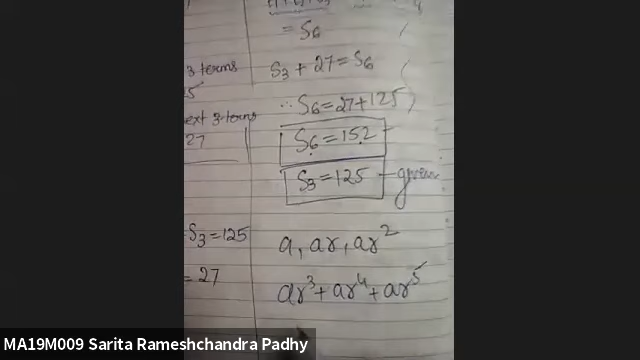 = S6
3 terms
S3 + 27 = S6
∴ S6 = 27+125
ext 3 terms
27
S6 = 152
S3 = 125 - given
S3 = 125
a, ar, ar²
= 27
ar³ + ar⁴ + ar⁵
MA19M009 Sarita Rameshchandra Padhy